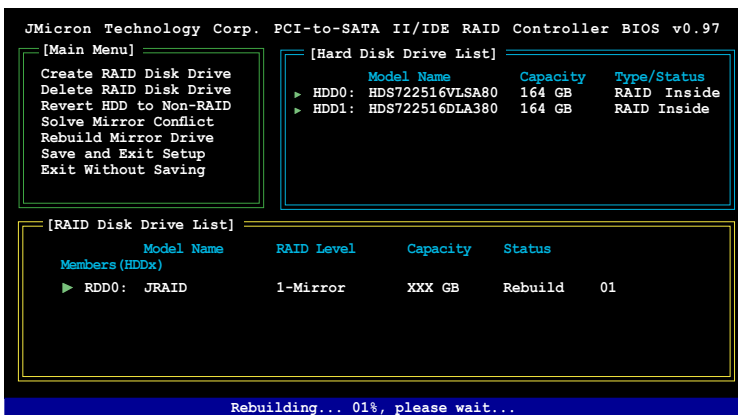 JMicron Technology Corp. PCI-to-SATA II/IDE RAID Controller BIOS v0.97
[Main Menu]
Create RAID Disk Drive
Delete RAID Disk Drive
Revert HDD to Non-RAID
Solve Mirror Conflict
Rebuild Mirror Drive
Save and Exit Setup
Exit Without Saving
[Hard Disk Drive List]
Model Name Capacity Type/Status
HDD0: HDS722516VLSA80 164 GB RAID Inside
HDD1: HDS722516DLA380 164 GB RAID Inside
[RAID Disk Drive List]
Model Name RAID Level Capacity Status
Members(HDDx)
RDD0: JRAID 1-Mirror XXX GB Rebuild 01
Rebuilding... 01%, please wait...